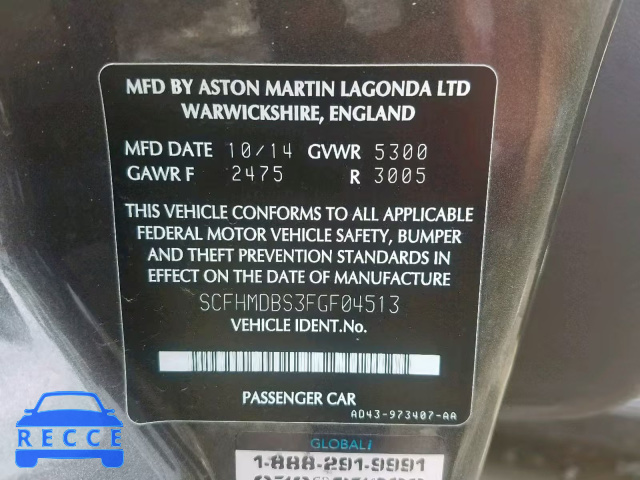 MFD BY ASTON MARTIN LAGONDA LTD
WARWICKSHIRE, ENGLAND
MFD DATE 10/14 GVWR 5300
GAWR F 2475 R 3005
THIS VEHICLE CONFORMS TO ALL APPLICABLE
FEDERAL MOTOR VEHICLE SAFETY, BUMPER
AND THEFT PREVENTION STANDARDS IN
EFFECT ON THE DATE OF MANUFACTURE
SCFHMDBS3FGF04513
VEHICLE IDENT.No.
PASSENGER CAR
AD43-973407-AA
GLOBALi
1-888-291-9991
RECCE